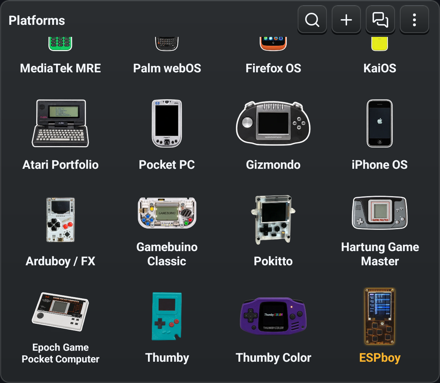 Platforms
MediaTek MRE
Palm webOS
Firefox OS
KaiOS
Atari Portfolio
Pocket PC
Gizmondo
iPhone OS
Arduboy / FX
Gamebuino
Classic
Pokitto
Hartung Game
Master
Epoch Game
Pocket Computer
Thumby
Thumby Color
ESPboy